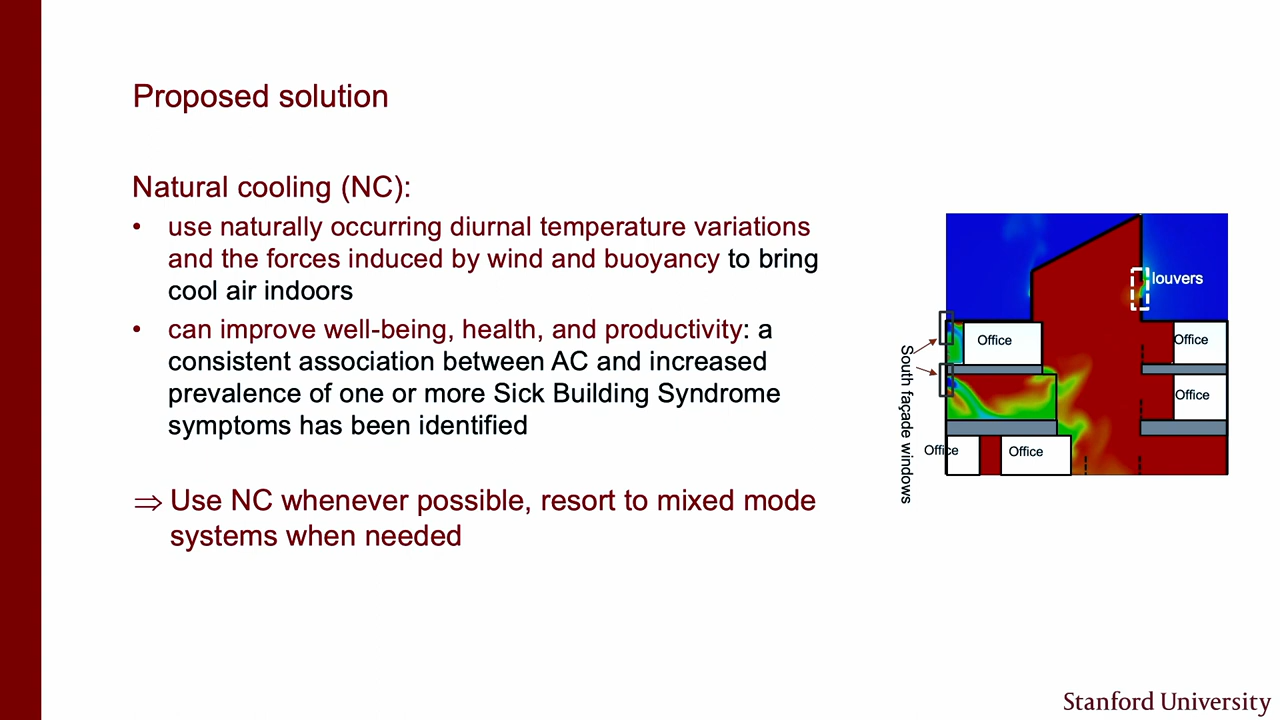 Proposed solution
Natural cooling (NC):
• use naturally occurring diurnal temperature variations
and the forces induced by wind and buoyancy to bring
cool air indoors
• can improve well-being, health, and productivity: a
consistent association between AC and increased
prevalence of one or more Sick Building Syndrome
symptoms has been identified
⇒ Use NC whenever possible, resort to mixed mode
systems when needed
louvers
Office
Office
Office
Office
Office
South façade windows
Stanford University